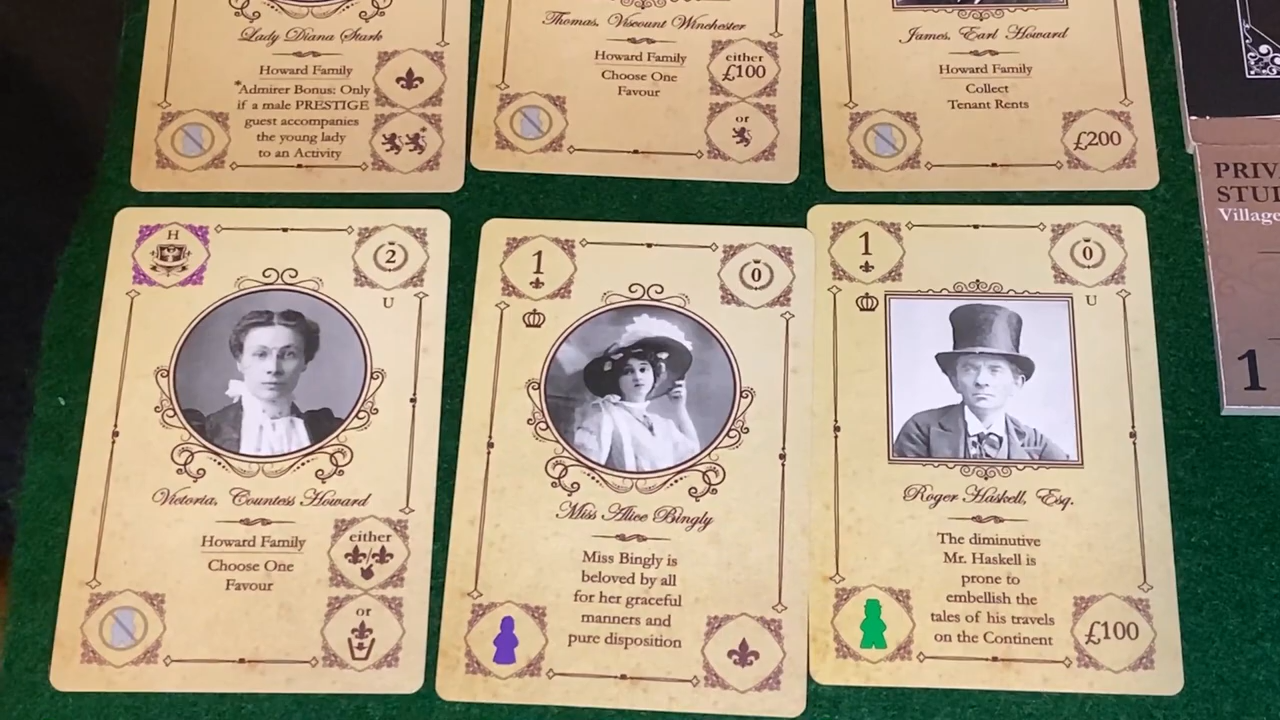 Lady Diana Stark
Howard Family
*Admirer Bonus: Only
if a male PRESTIGE
guest accompanies
the young lady
to an Activity
*
Thomas, Viscount Winchester
Howard Family
Choose One
Favour
either
£100
or
James, Earl Howard
Howard Family
Collect
Tenant Rents
£200
H
2
U
Victoria, Countess Howard
Howard Family
Choose One
Favour
either
/
or
1
0
Miss Alice Bingly
Miss Bingly is
beloved by all
for her graceful
manners and
pure disposition
1
0
U
Roger Haskell, Esq.
The diminutive
Mr. Haskell is
prone to
embellish the
tales of his travels
on the Continent
£100
Village
1